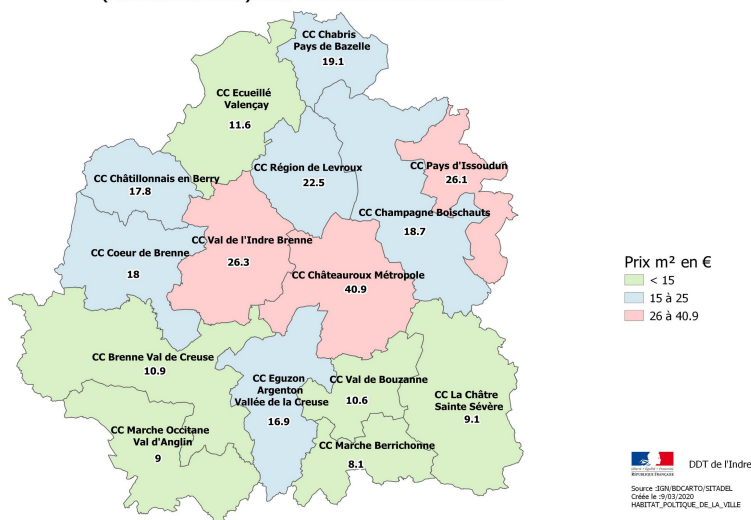 CC Chabris
Pays de Bazelle
19.1
CC Ecueillé
Valençay
11.6
CC Châtillonnais en Berry
17.8
CC Région de Levroux
22.5
CC Pays d'Issoudun
26.1
CC Champagne Boischauts
18.7
CC Coeur de Brenne
18
CC Val de l'Indre Brenne
26.3
CC Châteauroux Métropole
40.9
CC Brenne Val de Creuse
10.9
CC Eguzon
Argenton
Vallée de la Creuse
16.9
CC Val de Bouzanne
10.6
CC La Châtre
Sainte Sévère
9.1
CC Marche Occitane
Val d'Anglin
9
CC Marche Berrichonne
8.1
Prix m² en €
< 15
15 à 25
26 à 40.9
RÉPUBLIQUE FRANÇAISE
DDT de l'Indre
Source :IGN/BDCARTO/SITADEL
Créée le :9/03/2020
HABITAT_POLTIQUE_DE_LA_VILLE